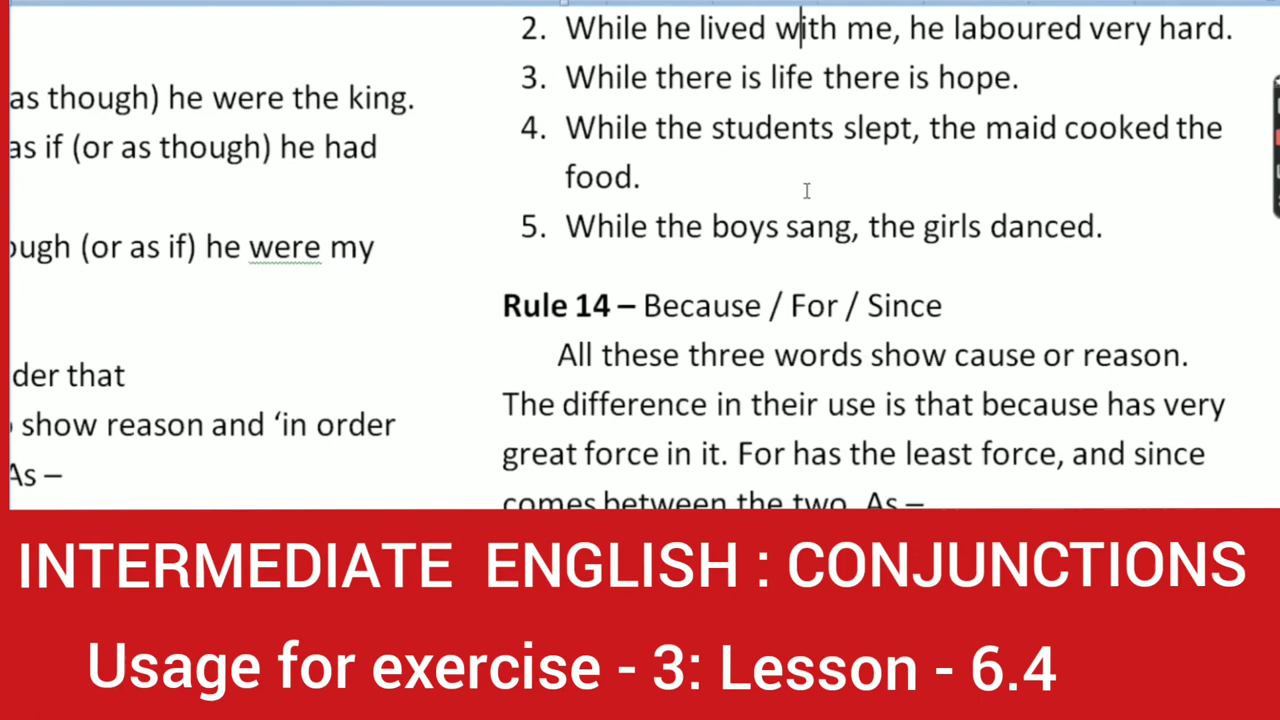 as though) he were the king.
as if (or as though) he had
(or as if) he were my
that
show reason and ‘in order
As –
2. While he lived with me, he laboured very hard.
3. While there is life there is hope.
4. While the students slept, the maid cooked the
food.
5. While the boys sang, the girls danced.
Rule 14 – Because / For / Since
All these three words show cause or reason.
The difference in their use is that because has very
great force in it. For has the least force, and since
comes between the two. As –
INTERMEDIATE ENGLISH : CONJUNCTIONS
Usage for exercise - 3: Lesson - 6.4